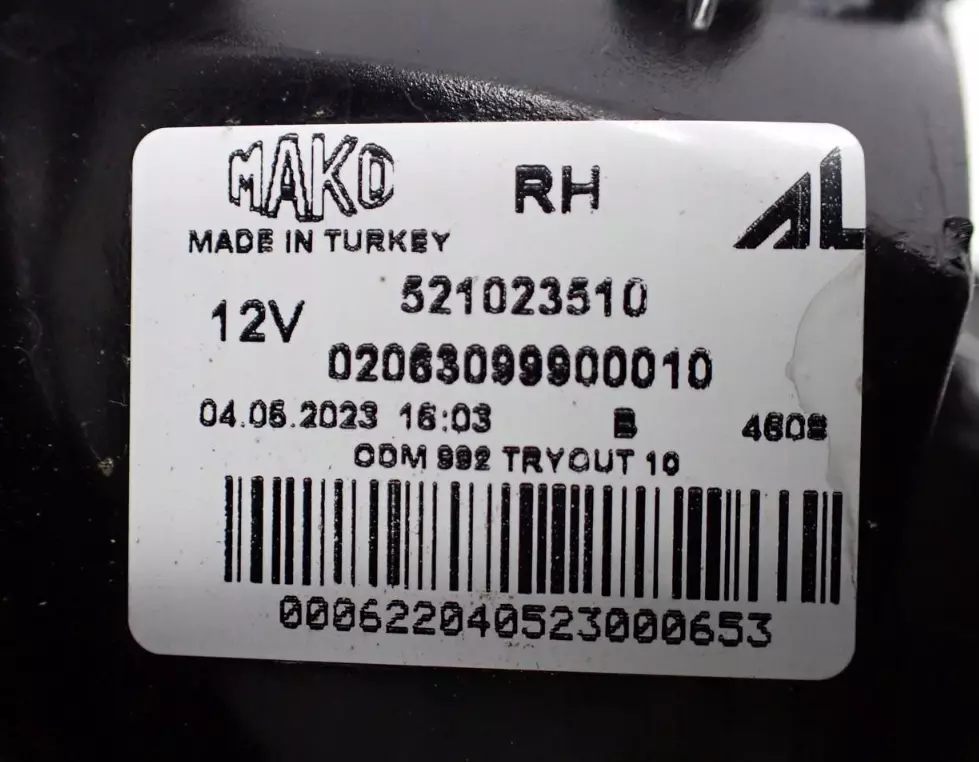 MAKO RH AL
MADE IN TURKEY
521023510
12V
02063099900010
04.05.2023 16:03 B 4608
ODM 992 TRYOUT 10
000622040523000653